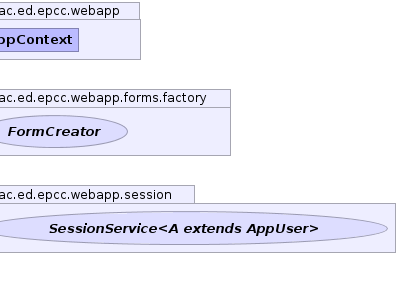 ac.ed.epcc.webapp
ppContext
ac.ed.epcc.webapp.forms.factory
FormCreator
ac.ed.epcc.webapp.session
SessionService<A extends AppUser>